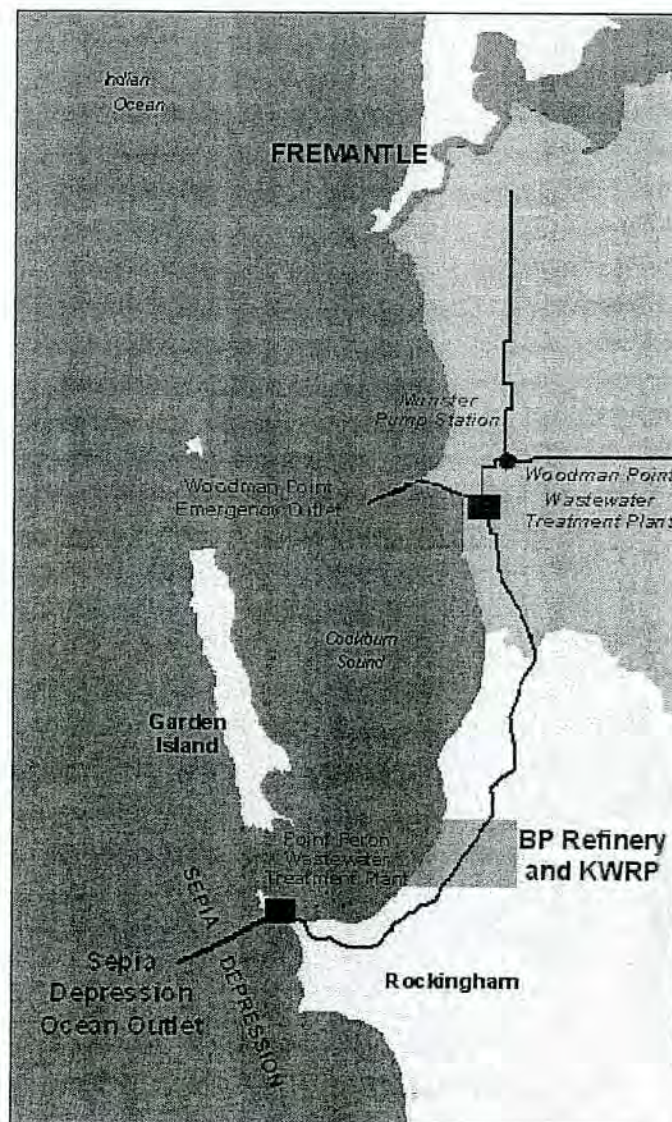 Indian
Ocean
FREMANTLE
Munster
Pump Station
Woodman Point
Wastewater
Treatment Plant
Woodman Point
Emergency Outlet
Cockburn
Sound
Garden
Island
Point Peron
Wastewater
Treatment Plant
BP Refinery
and KWRP
SEPIA
DEPRESSION
Sepia
Depression
Ocean Outlet
Rockingham